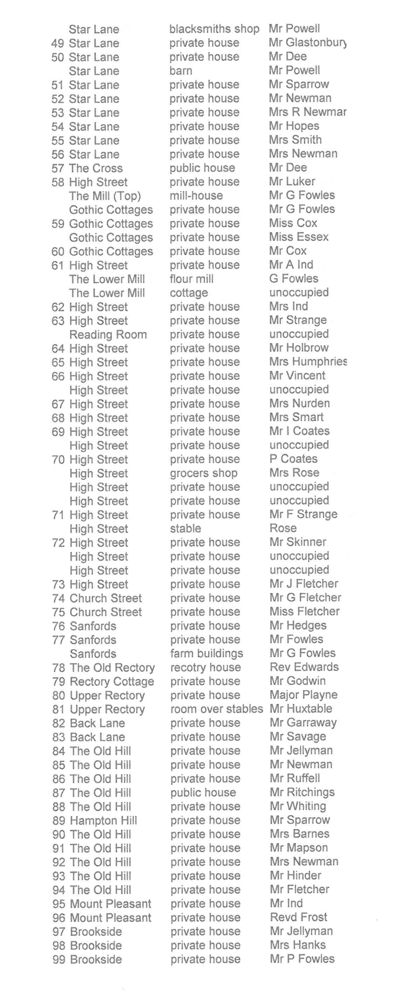 Star Lane blacksmiths shop Mr Powell
49 Star Lane private house Mr Glastonbury
50 Star Lane private house Mr Dee
Star Lane barn Mr Powell
51 Star Lane private house Mr Sparrow
52 Star Lane private house Mr Newman
53 Star Lane private house Mrs R Newmar
54 Star Lane private house Mr Hopes
55 Star Lane private house Mrs Smith
56 Star Lane private house Mrs Newman
57 The Cross public house Mr Dee
58 High Street private house Mr Luker
The Mill (Top) mill-house Mr G Fowles
Gothic Cottages private house Mr G Fowles
59 Gothic Cottages private house Miss Cox
Gothic Cottages private house Miss Essex
60 Gothic Cottages private house Mr Cox
61 High Street private house Mr A Ind
The Lower Mill flour mill G Fowles
The Lower Mill cottage unoccupied
62 High Street private house Mrs Ind
63 High Street private house Mr Strange
Reading Room private house unoccupied
64 High Street private house Mr Holbrow
65 High Street private house Mrs Humphries
66 High Street private house Mr Vincent
High Street private house unoccupied
67 High Street private house Mrs Nurden
68 High Street private house Mrs Smart
69 High Street private house Mr I Coates
High Street private house unoccupied
70 High Street private house P Coates
High Street grocers shop Mrs Rose
High Street private house unoccupied
High Street private house unoccupied
71 High Street private house Mr F Strange
High Street stable Rose
72 High Street private house Mr Skinner
High Street private house unoccupied
High Street private house unoccupied
73 High Street private house Mr J Fletcher
74 Church Street private house Mr G Fletcher
75 Church Street private house Miss Fletcher
76 Sanfords private house Mr Hedges
77 Sanfords private house Mr Fowles
Sanfords farm buildings Mr G Fowles
78 The Old Rectory recotry house Rev Edwards
79 Rectory Cottage private house Mr Godwin
80 Upper Rectory private house Major Playne
81 Upper Rectory room over stables Mr Huxtable
82 Back Lane private house Mr Garraway
83 Back Lane private house Mr Savage
84 The Old Hill private house Mr Jellyman
85 The Old Hill private house Mr Newman
86 The Old Hill private house Mr Ruffell
87 The Old Hill public house Mr Ritchings
88 The Old Hill private house Mr Whiting
89 Hampton Hill private house Mr Sparrow
90 The Old Hill private house Mrs Barnes
91 The Old Hill private house Mr Mapson
92 The Old Hill private house Mrs Newman
93 The Old Hill private house Mr Hinder
94 The Old Hill private house Mr Fletcher
95 Mount Pleasant private house Mr Ind
96 Mount Pleasant private house Revd Frost
97 Brookside private house Mr Jellyman
98 Brookside private house Mrs Hanks
99 Brookside private house Mr P Fowles